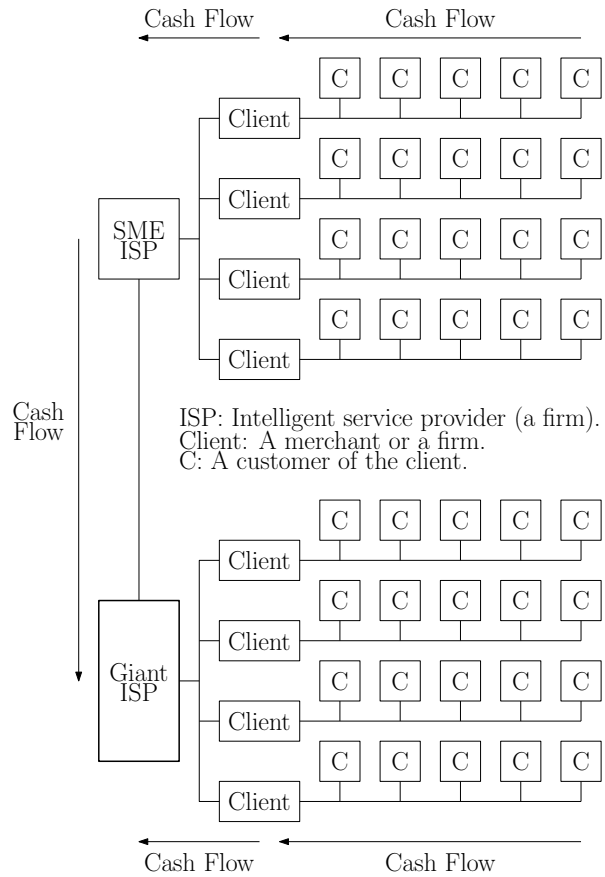 Cash Flow Cash Flow
C C C C C
Client
C C C C C
Client
SME
ISP
C C C C C
Client
C C C C C
Client
Cash
Flow
ISP: Intelligent service provider (a firm).
Client: A merchant or a firm.
C: A customer of the client.
C C C C C
Client
C C C C C
Client
Giant
ISP
C C C C C
Client
C C C C C
Client
Cash Flow Cash Flow